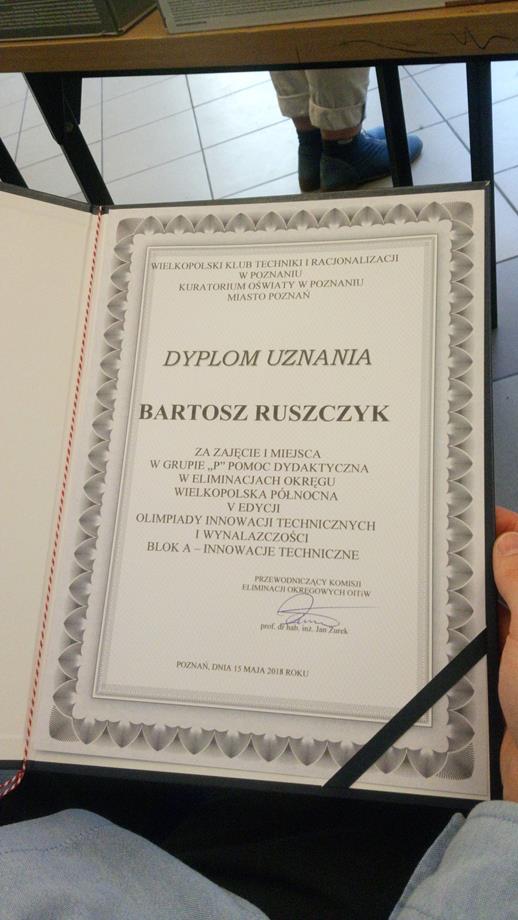 WIELKOPOLSKI KLUB TECHNIKI I RACJONALIZACJI
W POZNANIU
KURATORIUM OŚWIATY W POZNANIU
MIASTO POZNAŃ
DYPLOM UZNANIA
BARTOSZ RUSZCZYK
ZA ZAJĘCIE I MIEJSCA
W GRUPIE „P” POMOC DYDAKTYCZNA
W ELIMINACJACH OKRĘGU
WIELKOPOLSKA PÓŁNOCNA
V EDYCJI
OLIMPIADY INNOWACJI TECHNICZNYCH
I WYNALAZCZOŚCI
BLOK A – INNOWACJE TECHNICZNE
PRZEWODNICZĄCY KOMISJI
ELIMINACJI OKRĘGOWYCH OITiW
prof. dr hab. inż. Jan Żurek
POZNAŃ, DNIA 15 MAJA 2018 ROKU